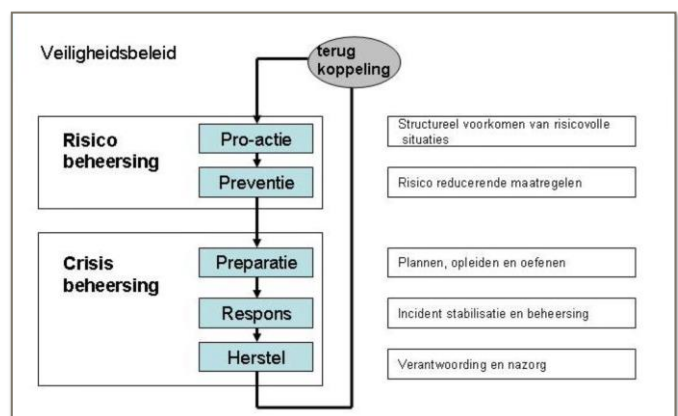 Veiligheidsbeleid
terug
koppeling
Risico
beheersing
Pro-actie
Structureel voorkomen van risicovolle
situaties
Preventie
Risico reducerende maatregelen
Crisis
beheersing
Preparatie
Plannen, opleiden en oefenen
Respons
Incident stabilisatie en beheersing
Herstel
Verantwoording en nazorg